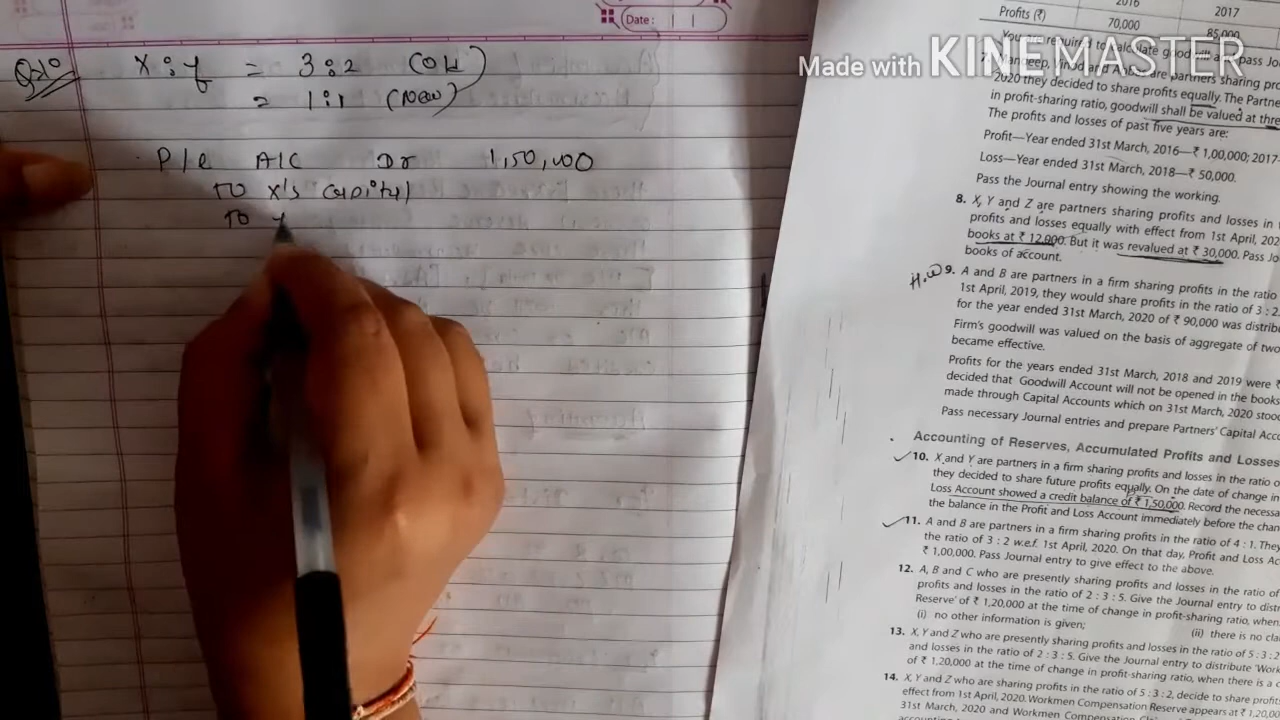 Date :
Q.10 X : Y = 3:2 (old)
= 1:1 (New)
P/L A/C Dr 1,50,000
To X's Capital
To Y
2016 2017
Profits (₹) 70,000 85,000
Made with KINEMASTER
2020 they decided to share profits equally. The Partne
in profit-sharing ratio, goodwill shall be valued at thre
The profits and losses of past five years are:
Profit—Year ended 31st March, 2016—₹ 1,00,000; 2017-
Loss—Year ended 31st March, 2018—₹ 50,000.
Pass the Journal entry showing the working.
8. X, Y and Z are partners sharing profits and losses in
profits and losses equally with effect from 1st April, 202
books at ₹ 12,000. But it was revalued at ₹ 30,000. Pass Jo
books of account.
H.W 9. A and B are partners in a firm sharing profits in the ratio
1st April, 2019, they would share profits in the ratio of 3 : 2.
for the year ended 31st March, 2020 of ₹ 90,000 was distrib
Firm's goodwill was valued on the basis of aggregate of two
became effective.
Profits for the years ended 31st March, 2018 and 2019 were ₹
decided that Goodwill Account will not be opened in the books
made through Capital Accounts which on 31st March, 2020 stoo
Pass necessary Journal entries and prepare Partners' Capital Acc
Accounting of Reserves, Accumulated Profits and Losses
10. X and Y are partners in a firm sharing profits and losses in the ratio o
they decided to share future profits equally. On the date of change in
Loss Account showed a credit balance of ₹ 1,50,000. Record the necessa
the balance in the Profit and Loss Account immediately before the chan
11. A and B are partners in a firm sharing profits in the ratio of 4 : 1. They
the ratio of 3 : 2 w.e.f. 1st April, 2020. On that day, Profit and Loss Ac
₹ 1,00,000. Pass Journal entry to give effect to the above.
12. A, B and C who are presently sharing profits and losses in the ratio of
profits and losses in the ratio of 2 : 3 : 5. Give the Journal entry to dist
Reserve' of ₹ 1,20,000 at the time of change in profit-sharing ratio, when
(i) no other information is given; (ii) there is no cla
13. X, Y and Z who are presently sharing profits and losses in the ratio of 5 : 3 : 2
and losses in the ratio of 2 : 3 : 5. Give the Journal entry to distribute 'Work
of ₹ 1,20,000 at the time of change in profit-sharing ratio, when there is a c
14. X, Y and Z who are sharing profits in the ratio of 5 : 3 : 2, decide to share profi
effect from 1st April, 2020. Workmen Compensation Reserve appears at ₹ 1,20,00
31st March, 2020 and Workmen Compensation